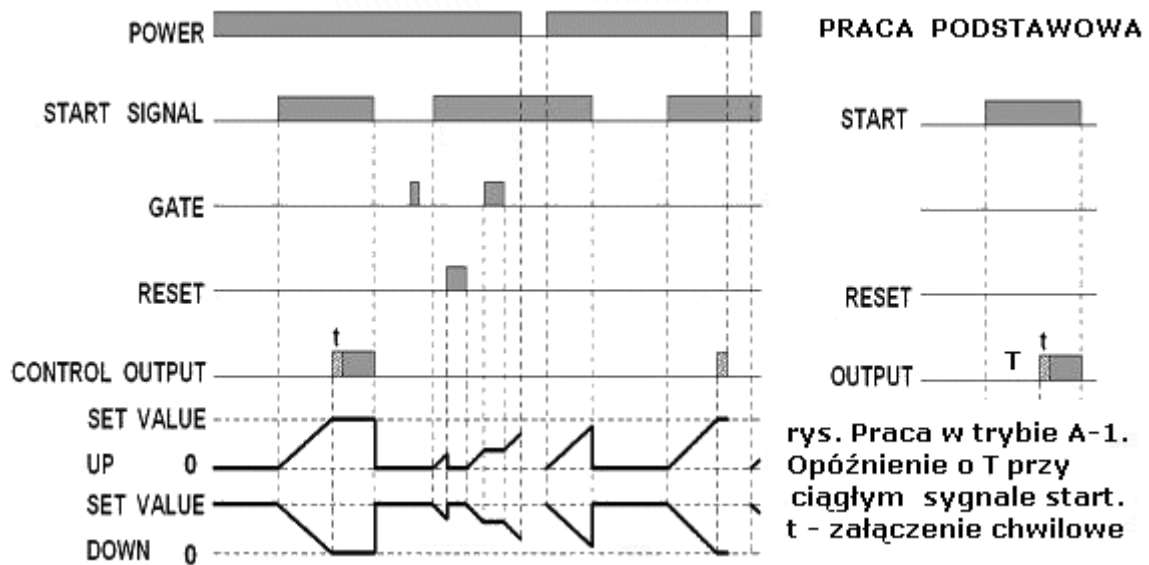 POWER
START SIGNAL
GATE
RESET
t
CONTROL OUTPUT
SET VALUE
UP 0
SET VALUE
DOWN 0
PRACA PODSTAWOWA
START
RESET
t
T
OUTPUT
rys. Praca w trybie A-1.
Opóźnienie o T przy
ciągłym sygnale start.
t - załączenie chwilowe